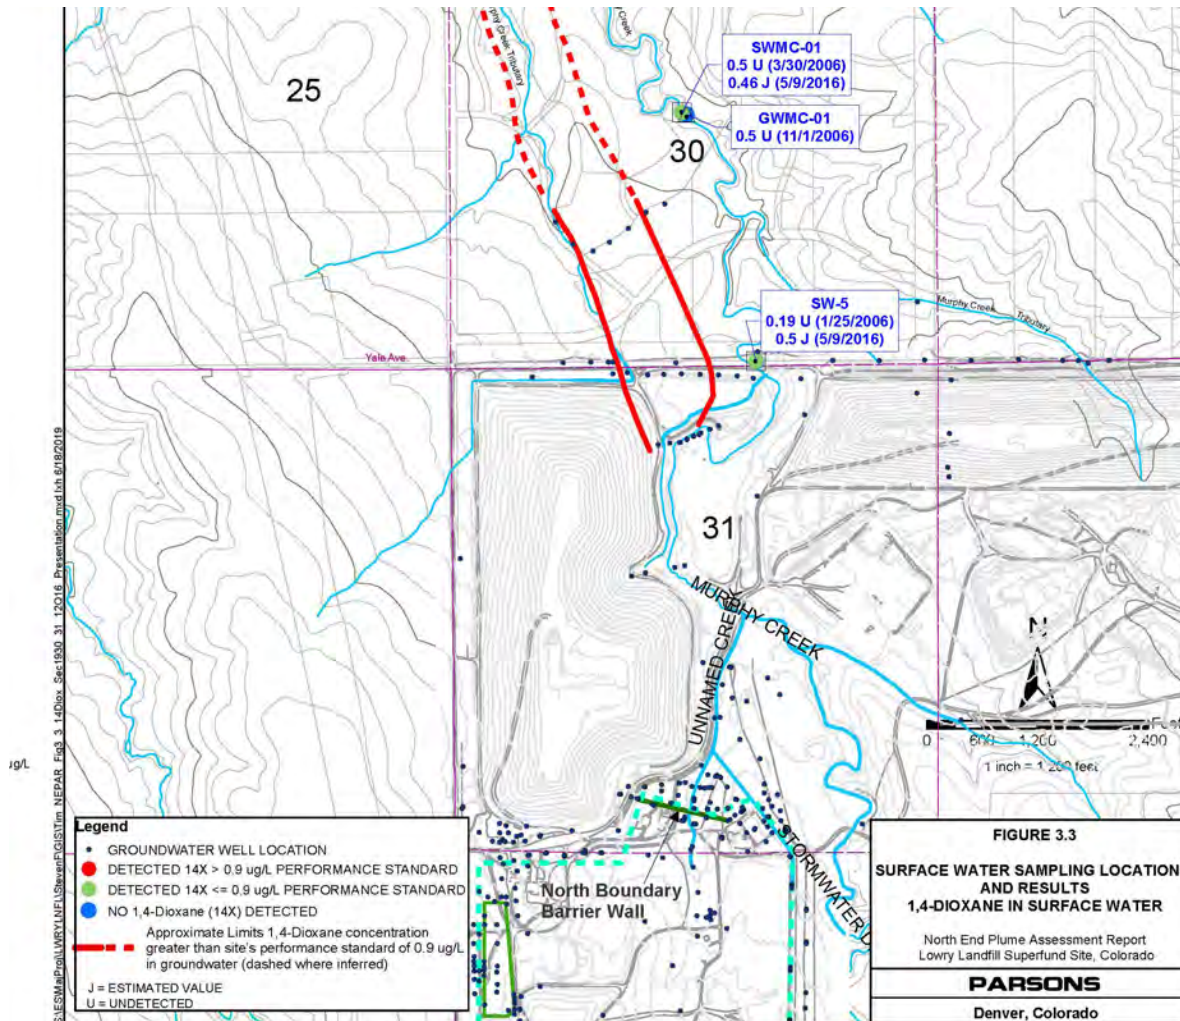 SWMC-01
0.5 U (3/30/2006)
0.46 J (5/9/2016)
GWMC-01
0.5 U (11/1/2006)
25
30
Murphy Creek Tributary
Creek
SW-5
0.19 U (1/25/2006)
0.5 J (5/9/2016)
Murphy Creek
Tributary
Yale Ave
31
MURPHY CREEK
UNNAMED CREEK
N
Feet
0 600 1,200 2,400
1 inch = 1,200 feet
ug/L
Legend
GROUNDWATER WELL LOCATION
DETECTED 14X > 0.9 ug/L PERFORMANCE STANDARD
DETECTED 14X <= 0.9 ug/L PERFORMANCE STANDARD
NO 1,4-Dioxane (14X) DETECTED
Approximate Limits 1,4-Dioxane concentration
greater than site's performance standard of 0.9 ug/L
in groundwater (dashed where inferred)
J = ESTIMATED VALUE
U = UNDETECTED
North Boundary
Barrier Wall
STORMWATER D
FIGURE 3.3
SURFACE WATER SAMPLING LOCATION
AND RESULTS
1,4-DIOXANE IN SURFACE WATER
North End Plume Assessment Report
Lowry Landfill Superfund Site, Colorado
PARSONS
Denver, Colorado